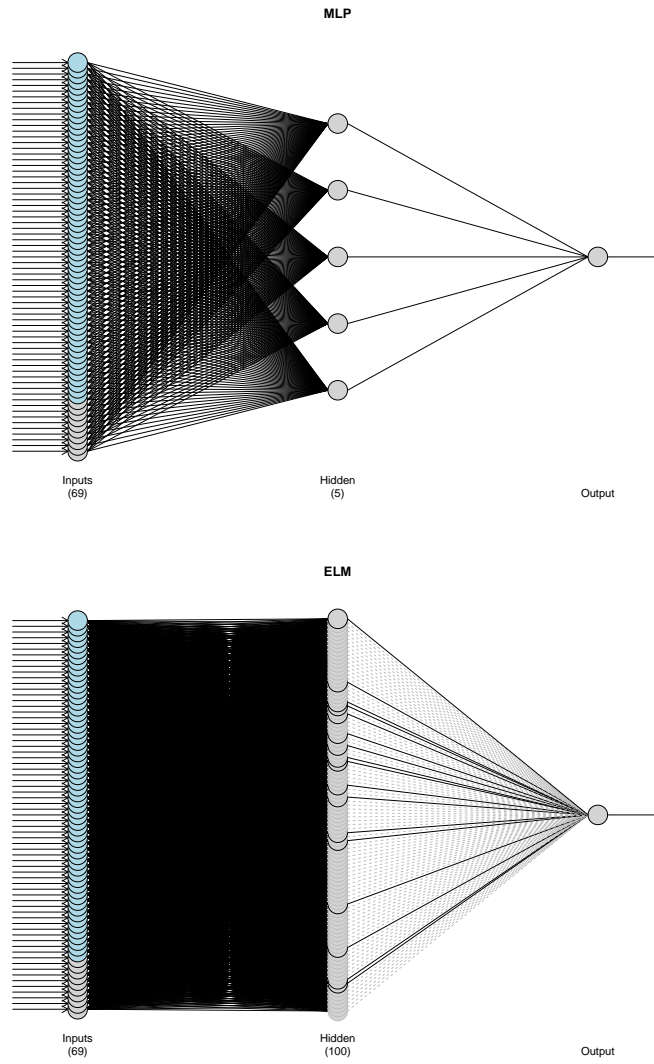 MLP
Inputs
(69)
Hidden
(5)
Output
ELM
Inputs
(69)
Hidden
(100)
Output